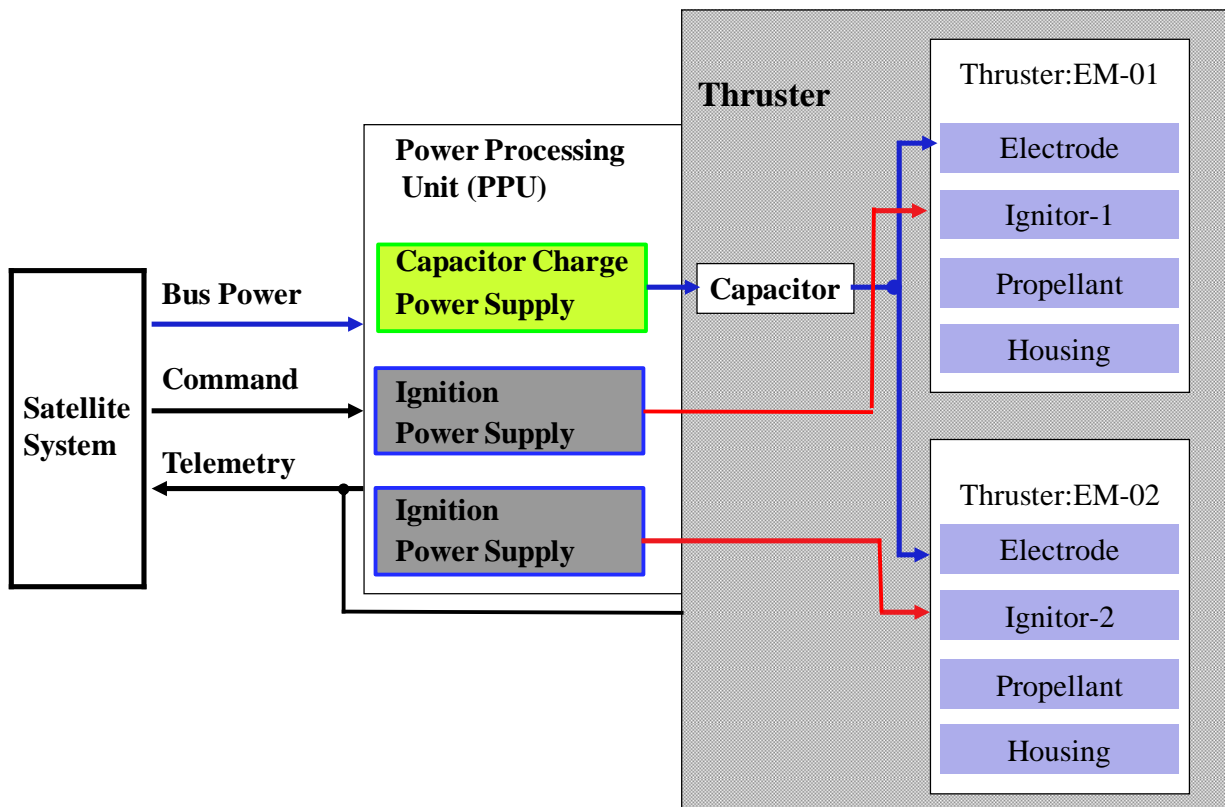 Satellite
System
Bus Power
Command
Telemetry
Power Processing
Unit (PPU)
Capacitor Charge
Power Supply
Ignition
Power Supply
Ignition
Power Supply
Thruster
Capacitor
Thruster:EM-01
Electrode
Ignitor-1
Propellant
Housing
Thruster:EM-02
Electrode
Ignitor-2
Propellant
Housing